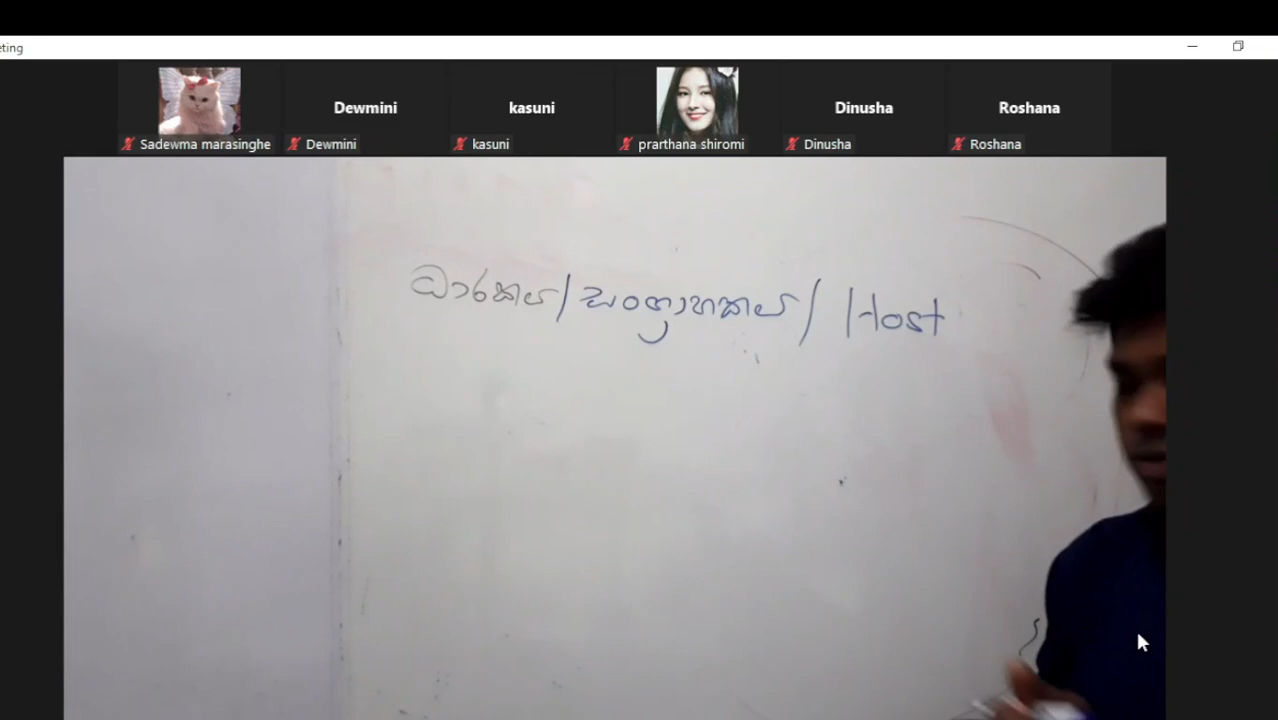 eting
Dewmini kasuni Dinusha Roshana
Sadewma marasinghe Dewmini kasuni prarthana shiromi Dinusha Roshana
ධාරකය/සංග්‍රාහකය/ Host